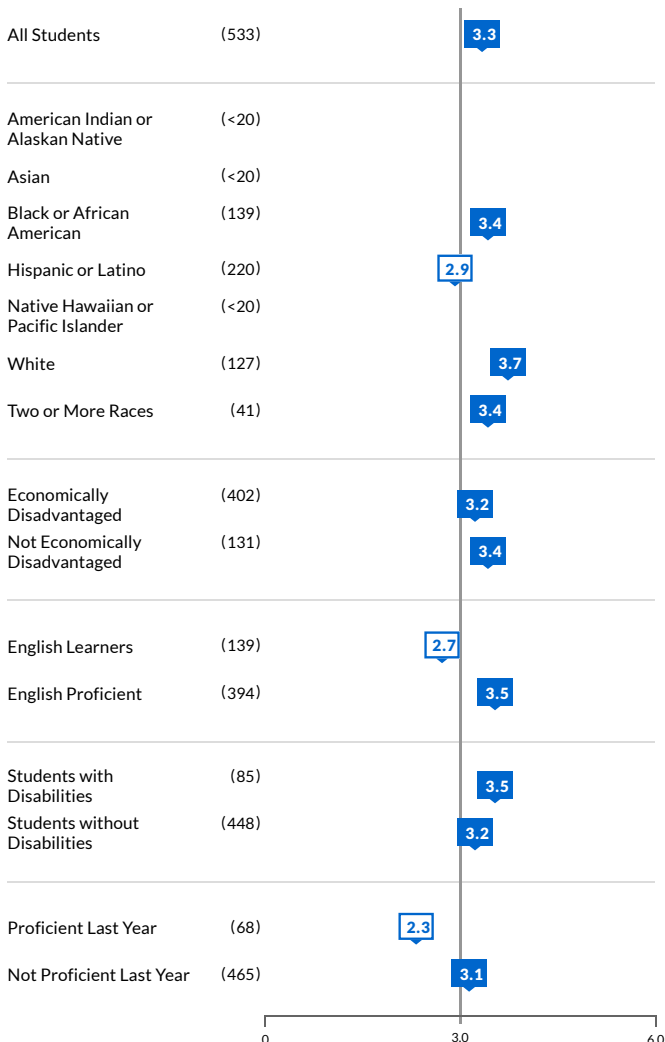 All Students (533) 3.3
American Indian or (<20)
Alaskan Native
Asian (<20)
Black or African (139) 3.4
American
Hispanic or Latino (220) 2.9
Native Hawaiian or (<20)
Pacific Islander
White (127) 3.7
Two or More Races (41) 3.4
Economically (402) 3.2
Disadvantaged
Not Economically (131) 3.4
Disadvantaged
English Learners (139) 2.7
English Proficient (394) 3.5
Students with (85) 3.5
Disabilities
Students without (448) 3.2
Disabilities
Proficient Last Year (68) 2.3
Not Proficient Last Year (465) 3.1
0 3.0 6.0